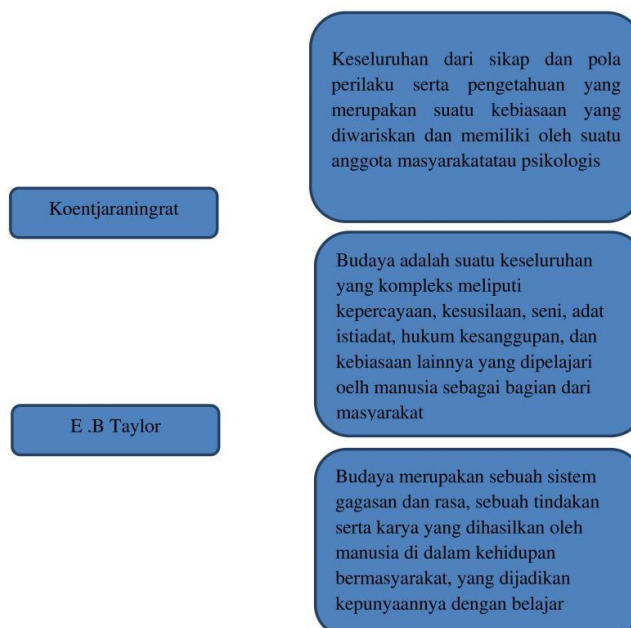 Keseluruhan dari sikap dan pola
perilaku serta pengetahuan yang
merupakan suatu kebiasaan yang
diwariskan dan memiliki oleh suatu
anggota masyarakatatau psikologis
Koentjaraningrat
Budaya adalah suatu keseluruhan
yang kompleks meliputi
kepercayaan, kesusilaan, seni, adat
istiadat, hukum kesanggupan, dan
kebiasaan lainnya yang dipelajari
oelh manusia sebagai bagian dari
masyarakat
E .B Taylor
Budaya merupakan sebuah sistem
gagasan dan rasa, sebuah tindakan
serta karya yang dihasilkan oleh
manusia di dalam kehidupan
bermasyarakat, yang dijadikan
kepunyaannya dengan belajar